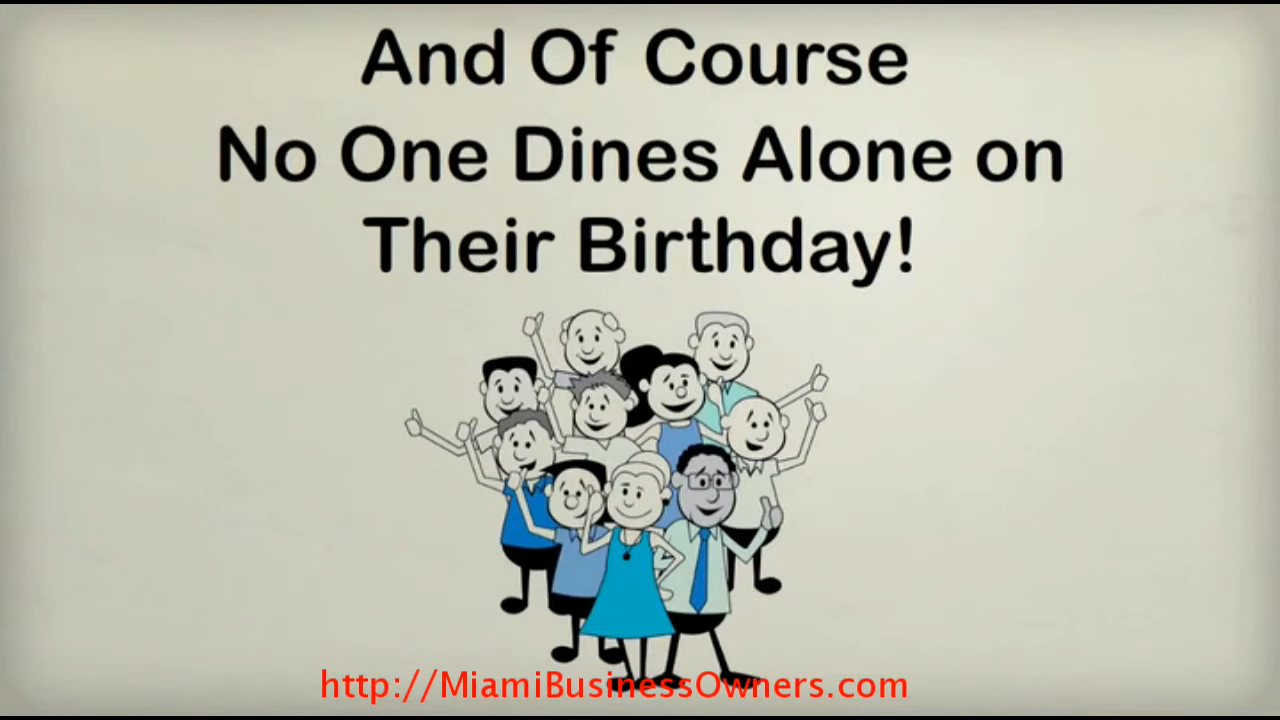 And Of Course
No One Dines Alone on
Their Birthday!
http://MiamiBusinessOwners.com